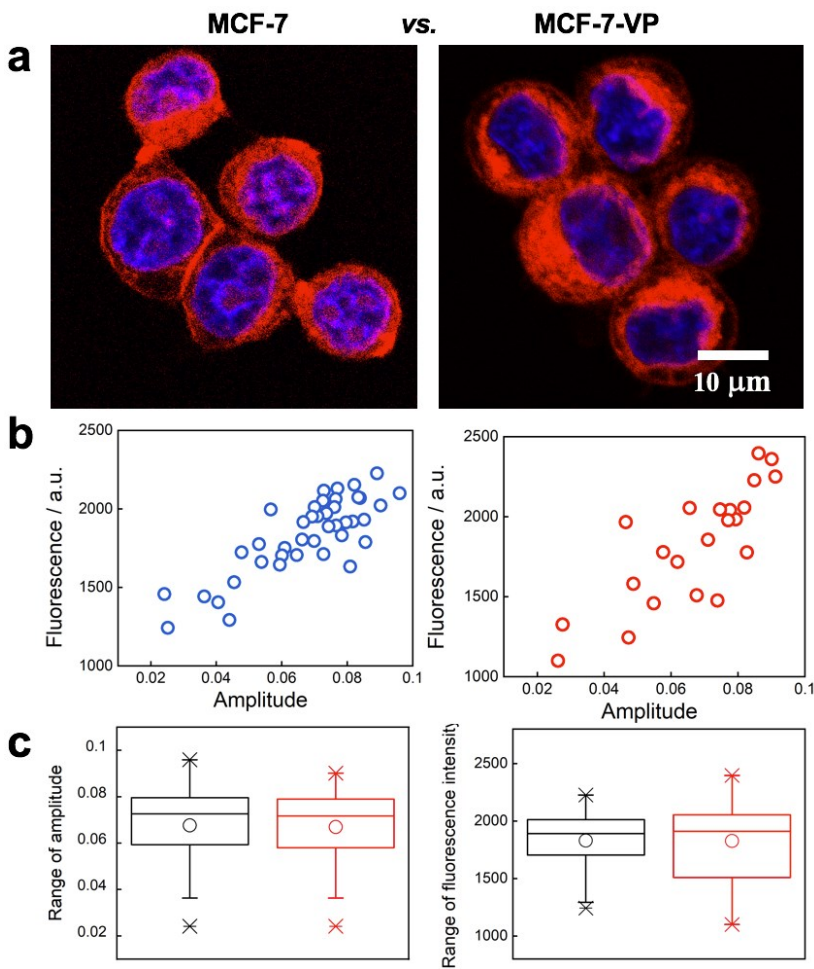 MCF-7 vs. MCF-7-VP
a
10 μm
b
2500
2000
1500
1000
Fluorescence / a.u.
0.02 0.04 0.06 0.08 0.1
Amplitude
2500
2000
1500
1000
Fluorescence / a.u.
0.02 0.04 0.06 0.08 0.1
Amplitude
c
0.1
0.08
0.06
0.04
0.02
Range of amplitude
2500
2000
1500
1000
Range of fluorescence intensity